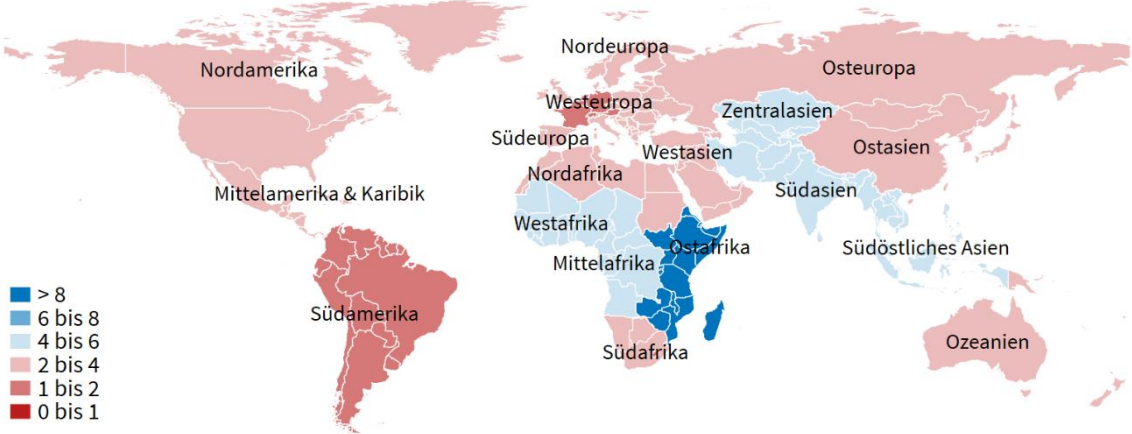 Nordeuropa
Nordamerika
Osteuropa
Westeuropa
Zentralasien
Südeuropa
Westasien
Ostasien
Nordafrika
Mittelamerika & Karibik
Südasien
Westafrika
Ostafrika
Südöstliches Asien
Mittelafrika
> 8
6 bis 8
Südamerika
4 bis 6
Ozeanien
Südafrika
2 bis 4
1 bis 2
0 bis 1